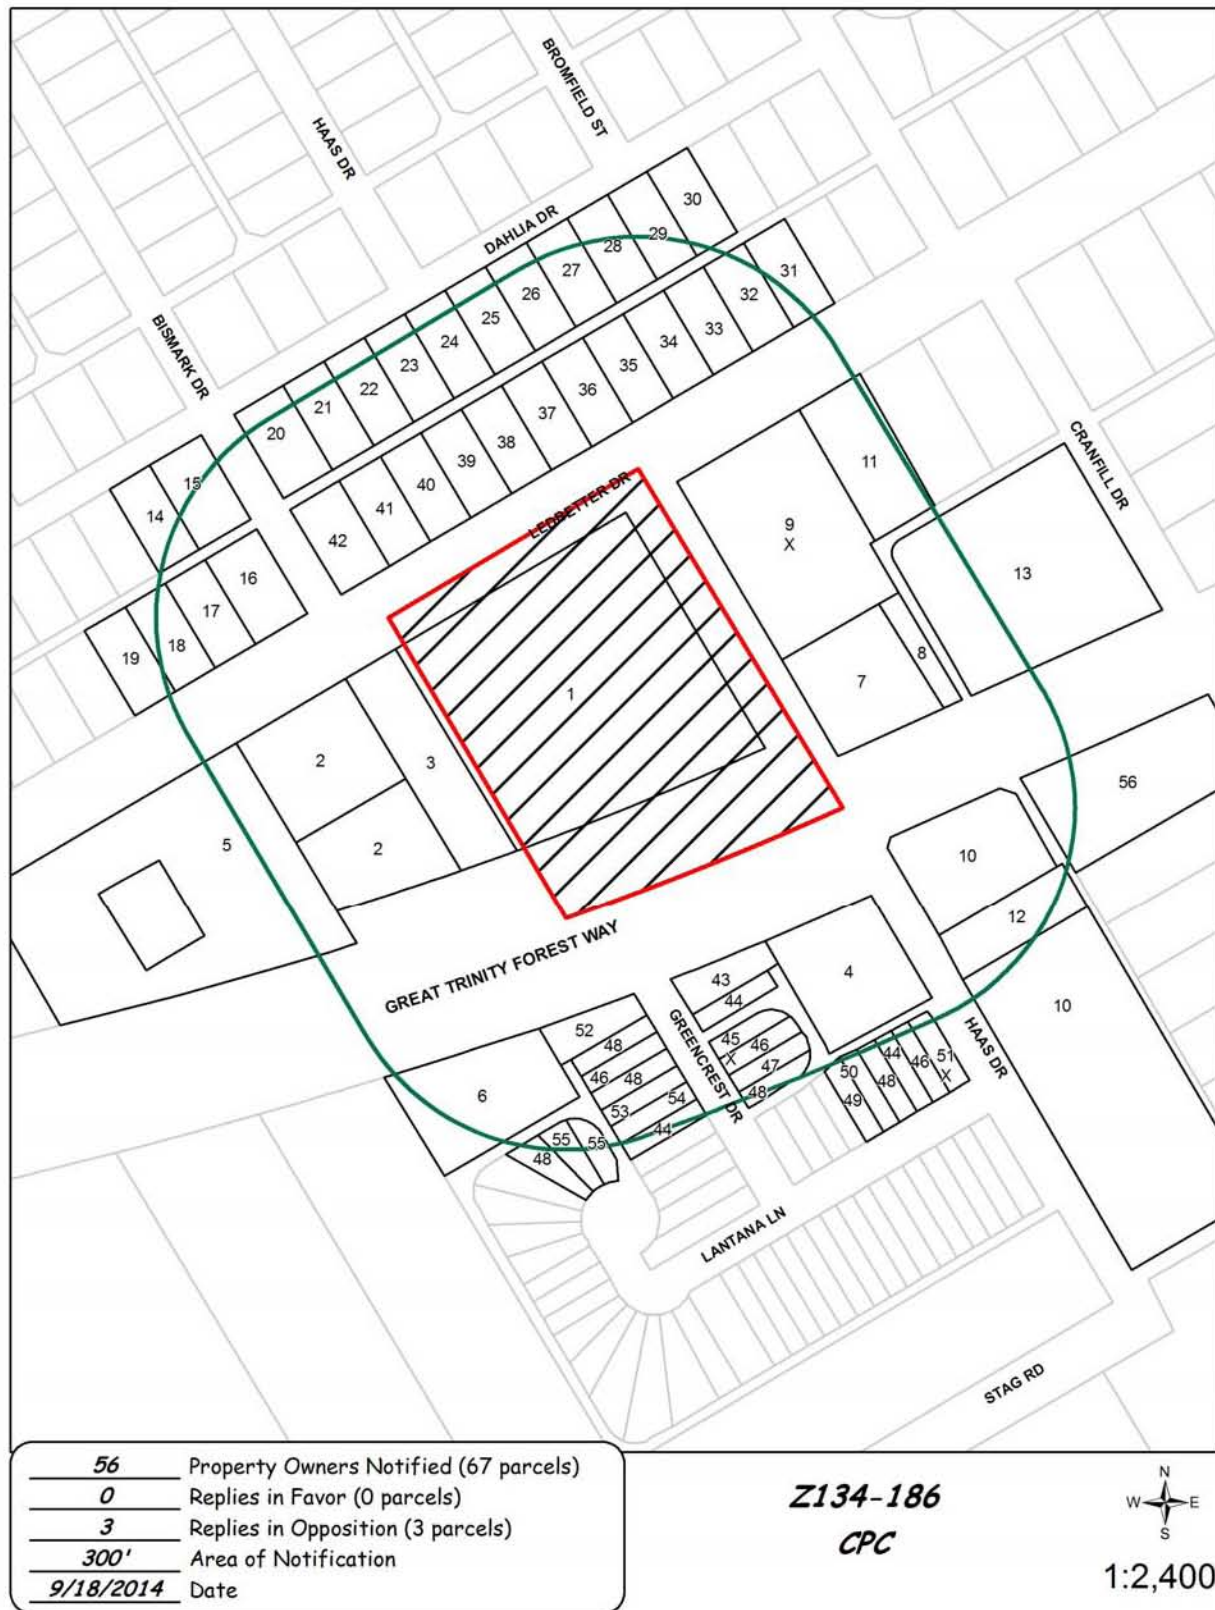 BROMFIELD ST
HAAS DR
DAHLIA DR
30
29
28
27
31
26
32
25
33
24
34
23
35
BISMARK DR
22
36
21
37
20
38
39
CRANFILL DR
11
15
40
LEDBETTER DR
14
41
9
X
42
13
16
17
18
19
8
1
7
2
3
56
5
2
10
12
GREAT TRINITY FOREST WAY
43
4
44
10
52
GREENCREST DR
48
45
X
46
HAAS DR
46
48
47
50
44
46
51
X
6
53
54
48
49
48
44
55
55
48
LANTANA LN
STAG RD
56 Property Owners Notified (67 parcels)
0 Replies in Favor (0 parcels)
3 Replies in Opposition (3 parcels)
300' Area of Notification
9/18/2014 Date
Z134-186
CPC
N
W E
S
1:2,400